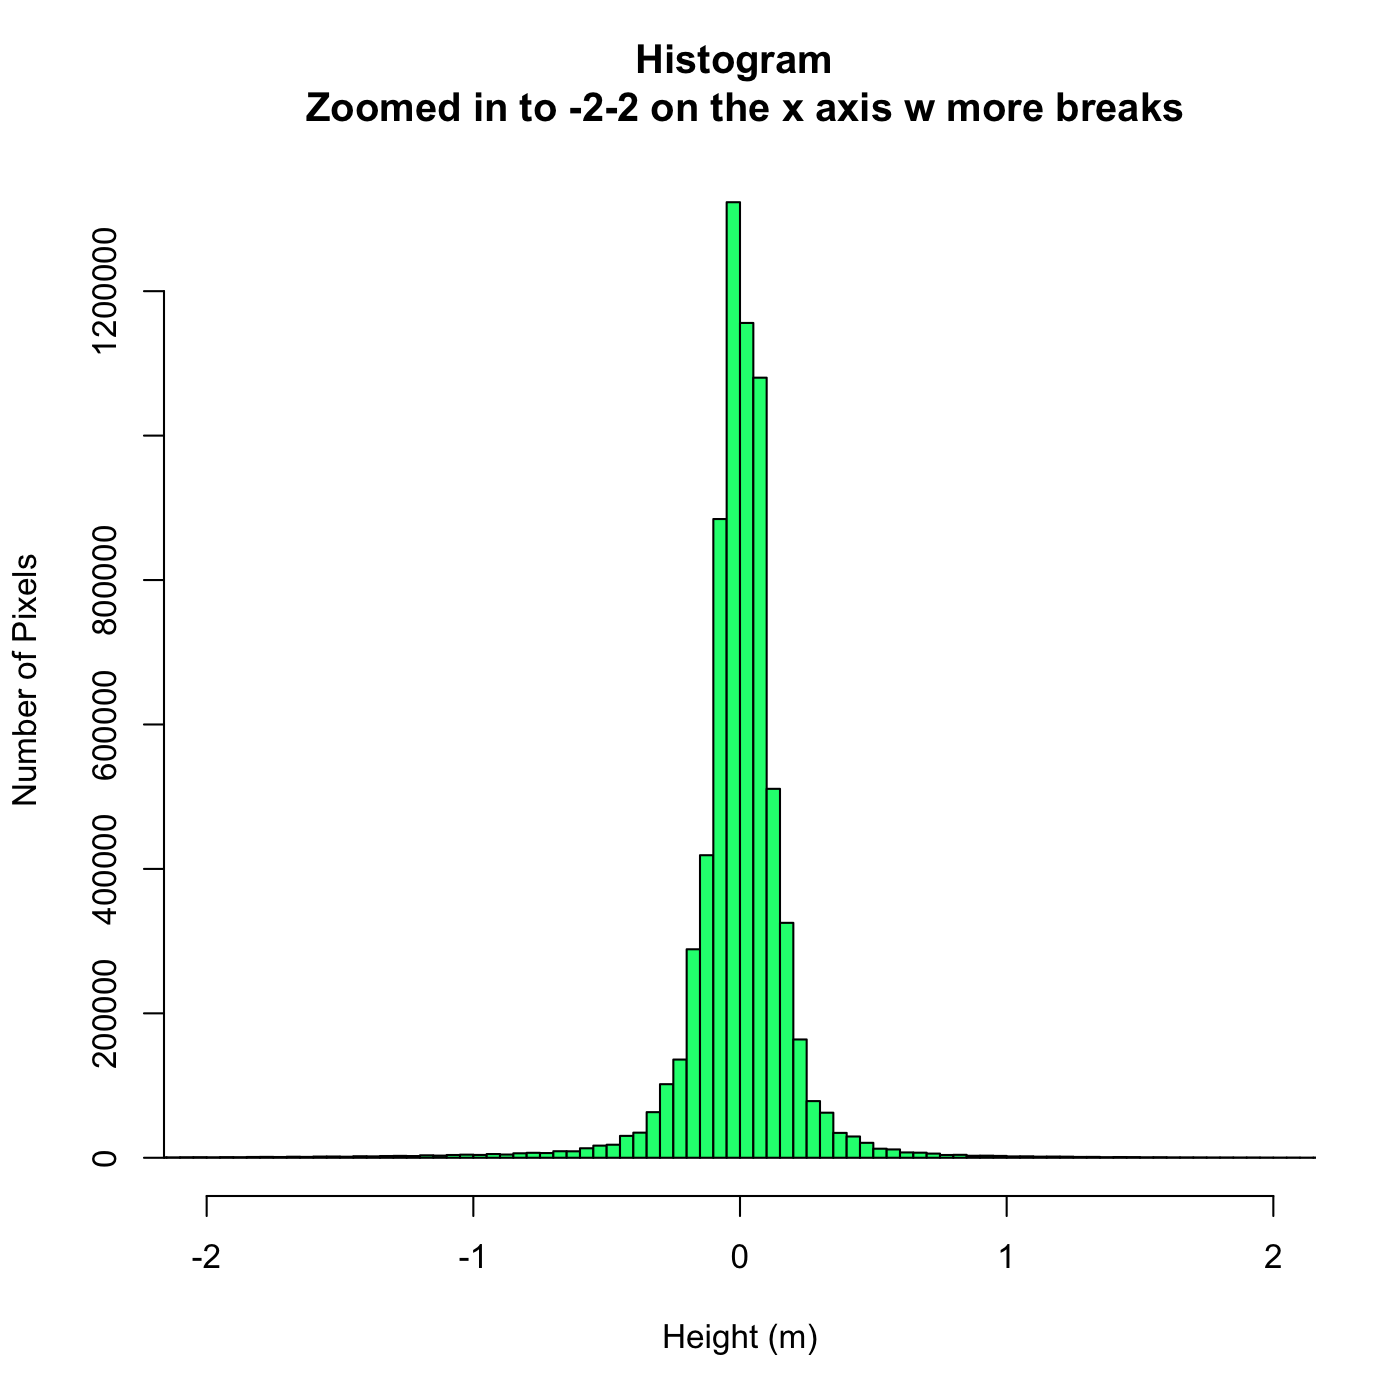 Histogram
Zoomed in to -2-2 on the x axis w more breaks
Number of Pixels
1200000
800000
600000
400000
200000
0
-2
-1
0
1
2
Height (m)